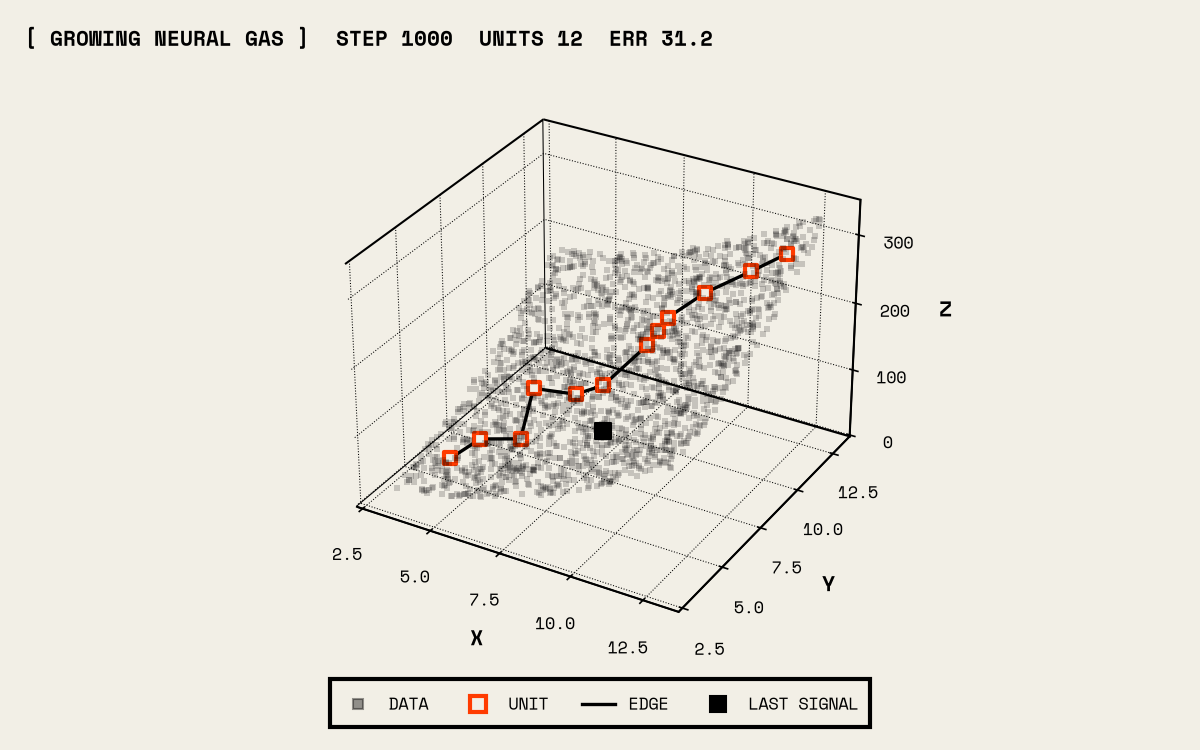 [ GROWING NEURAL GAS ]  STEP 1000  UNITS 12  ERR 31.2
300
200
Z
100
0
12.5
10.0
7.5
Y
5.0
2.5
2.5
5.0
7.5
10.0
12.5
X
DATA  UNIT  EDGE  LAST SIGNAL